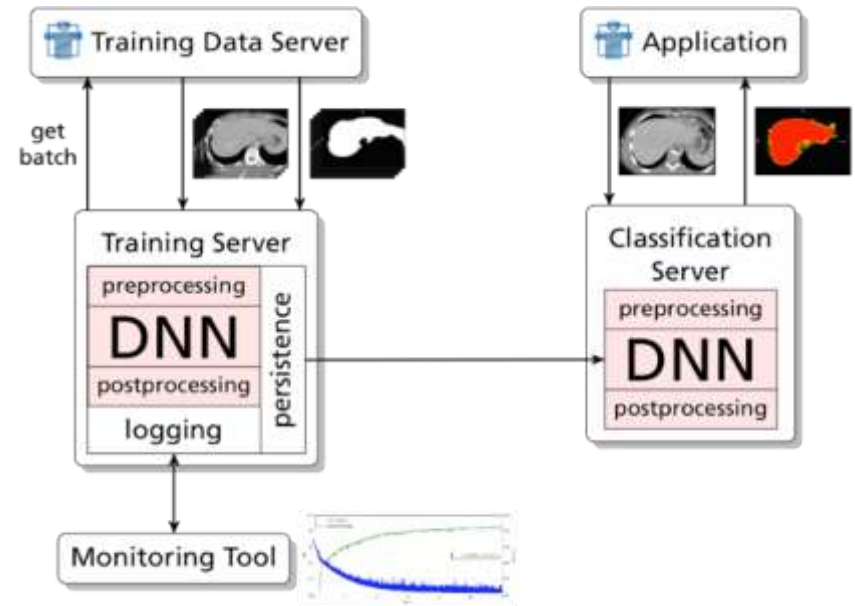 Training Data Server
Application
get
batch
Training Server
preprocessing
DNN
postprocessing
logging
persistence
Classification
Server
preprocessing
DNN
postprocessing
Monitoring Tool